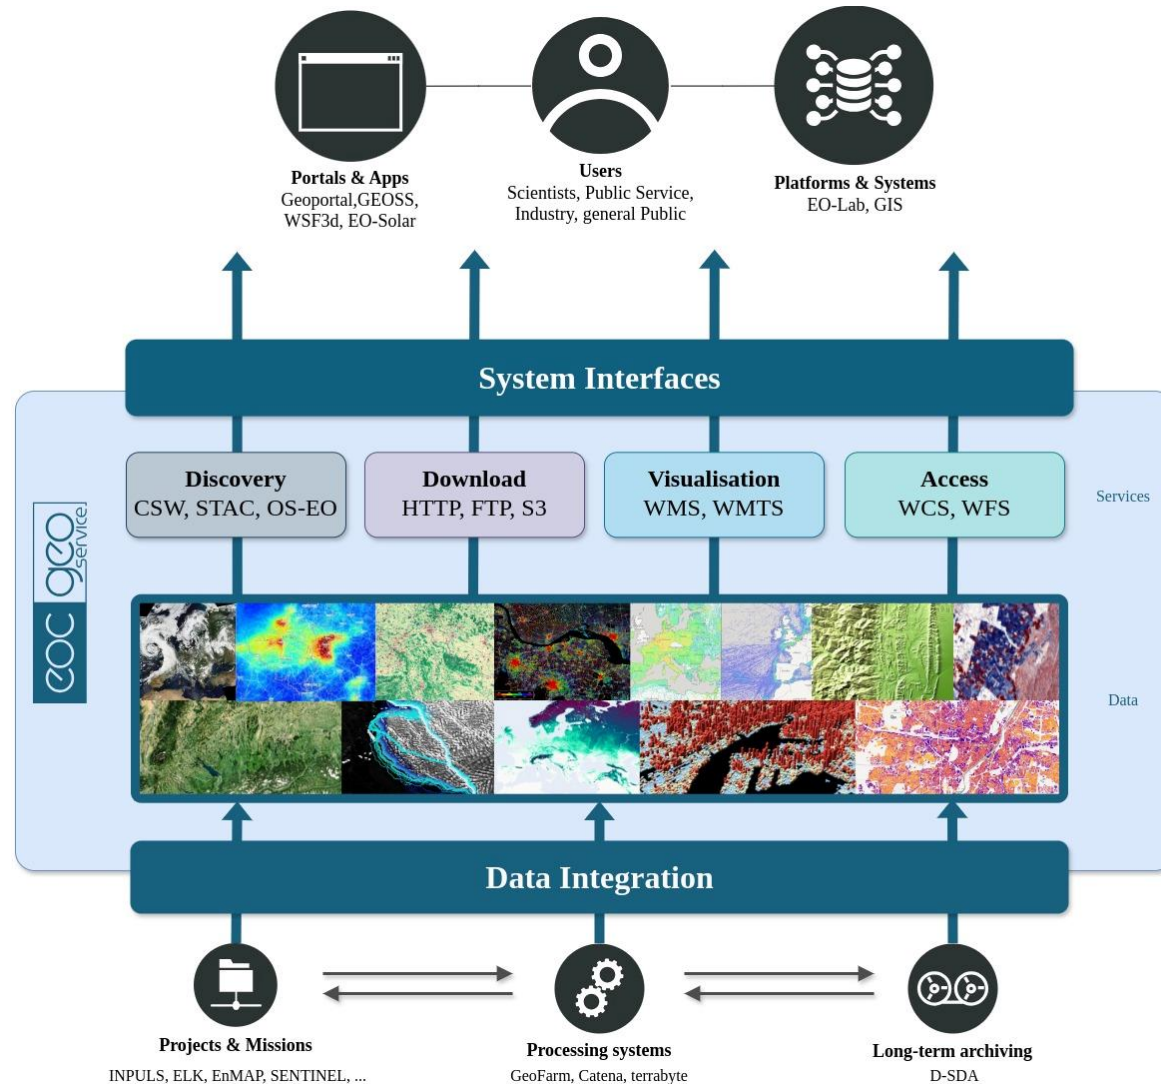 Portals & Apps
Geoportal,GEOSS,
WSF3d, EO-Solar
Users
Scientists, Public Service,
Industry, general Public
Platforms & Systems
EO-Lab, GIS
System Interfaces
Discovery
CSW, STAC, OS-EO
Download
HTTP, FTP, S3
Visualisation
WMS, WMTS
Access
WCS, WFS
Services
eoc geo service
Data
Data Integration
Projects & Missions
INPULS, ELK, EnMAP, SENTINEL, ...
Processing systems
GeoFarm, Catena, terrabyte
Long-term archiving
D-SDA